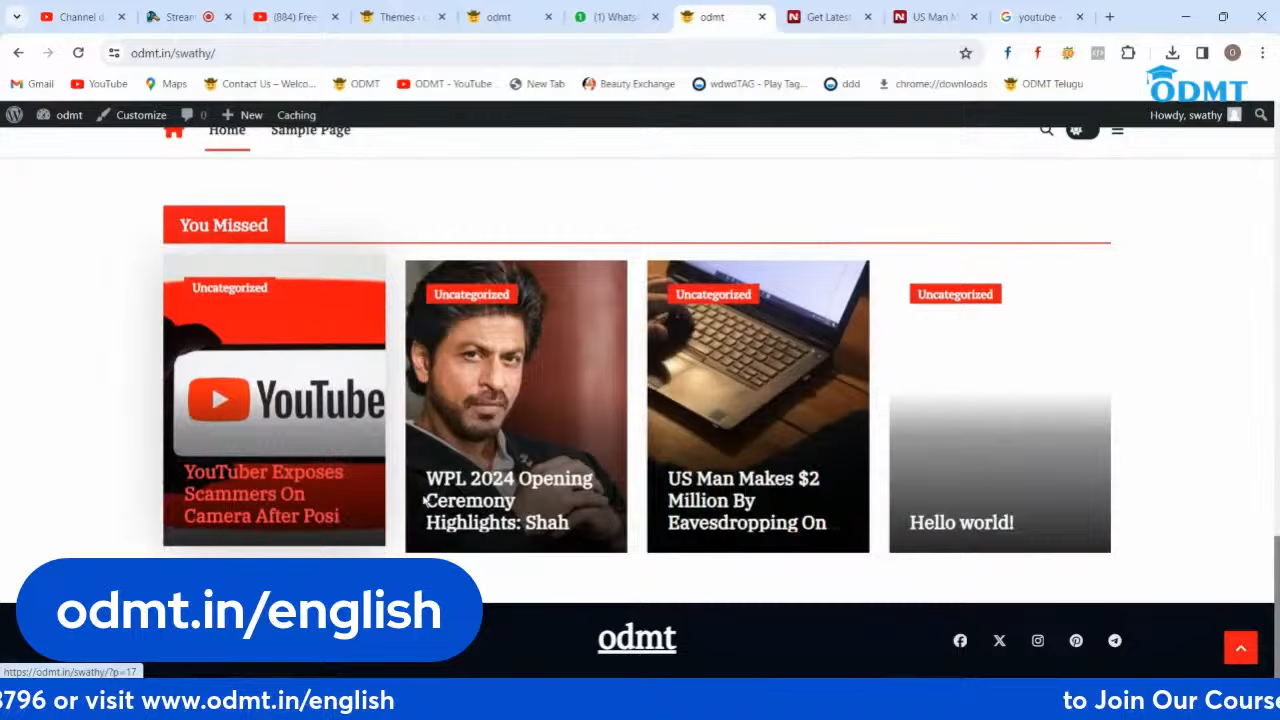 Channel d
Stream
(884) Free
Themes
odmt
(1) Whats
odmt
Get Latest
US Man M
youtube
odmt.in/swathy/
Gmail
YouTube
Maps
Contact Us – Welco...
ODMT
ODMT - YouTube
New Tab
Beauty Exchange
wdwdTAG - Play Tag...
ddd
chrome://downloads
ODMT Telugu
ODMT
odmt
Customize
0
New
Caching
Howdy, swathy
Home
Sample Page
You Missed
Uncategorized
YouTube
YouTuber Exposes
Scammers On
Camera After Posi
Uncategorized
WPL 2024 Opening
Ceremony
Highlights: Shah
Uncategorized
US Man Makes $2
Million By
Eavesdropping On
Uncategorized
Hello world!
odmt.in/english
odmt
https://odmt.in/swathy/?p=17
3796 or visit www.odmt.in/english
to Join Our Course